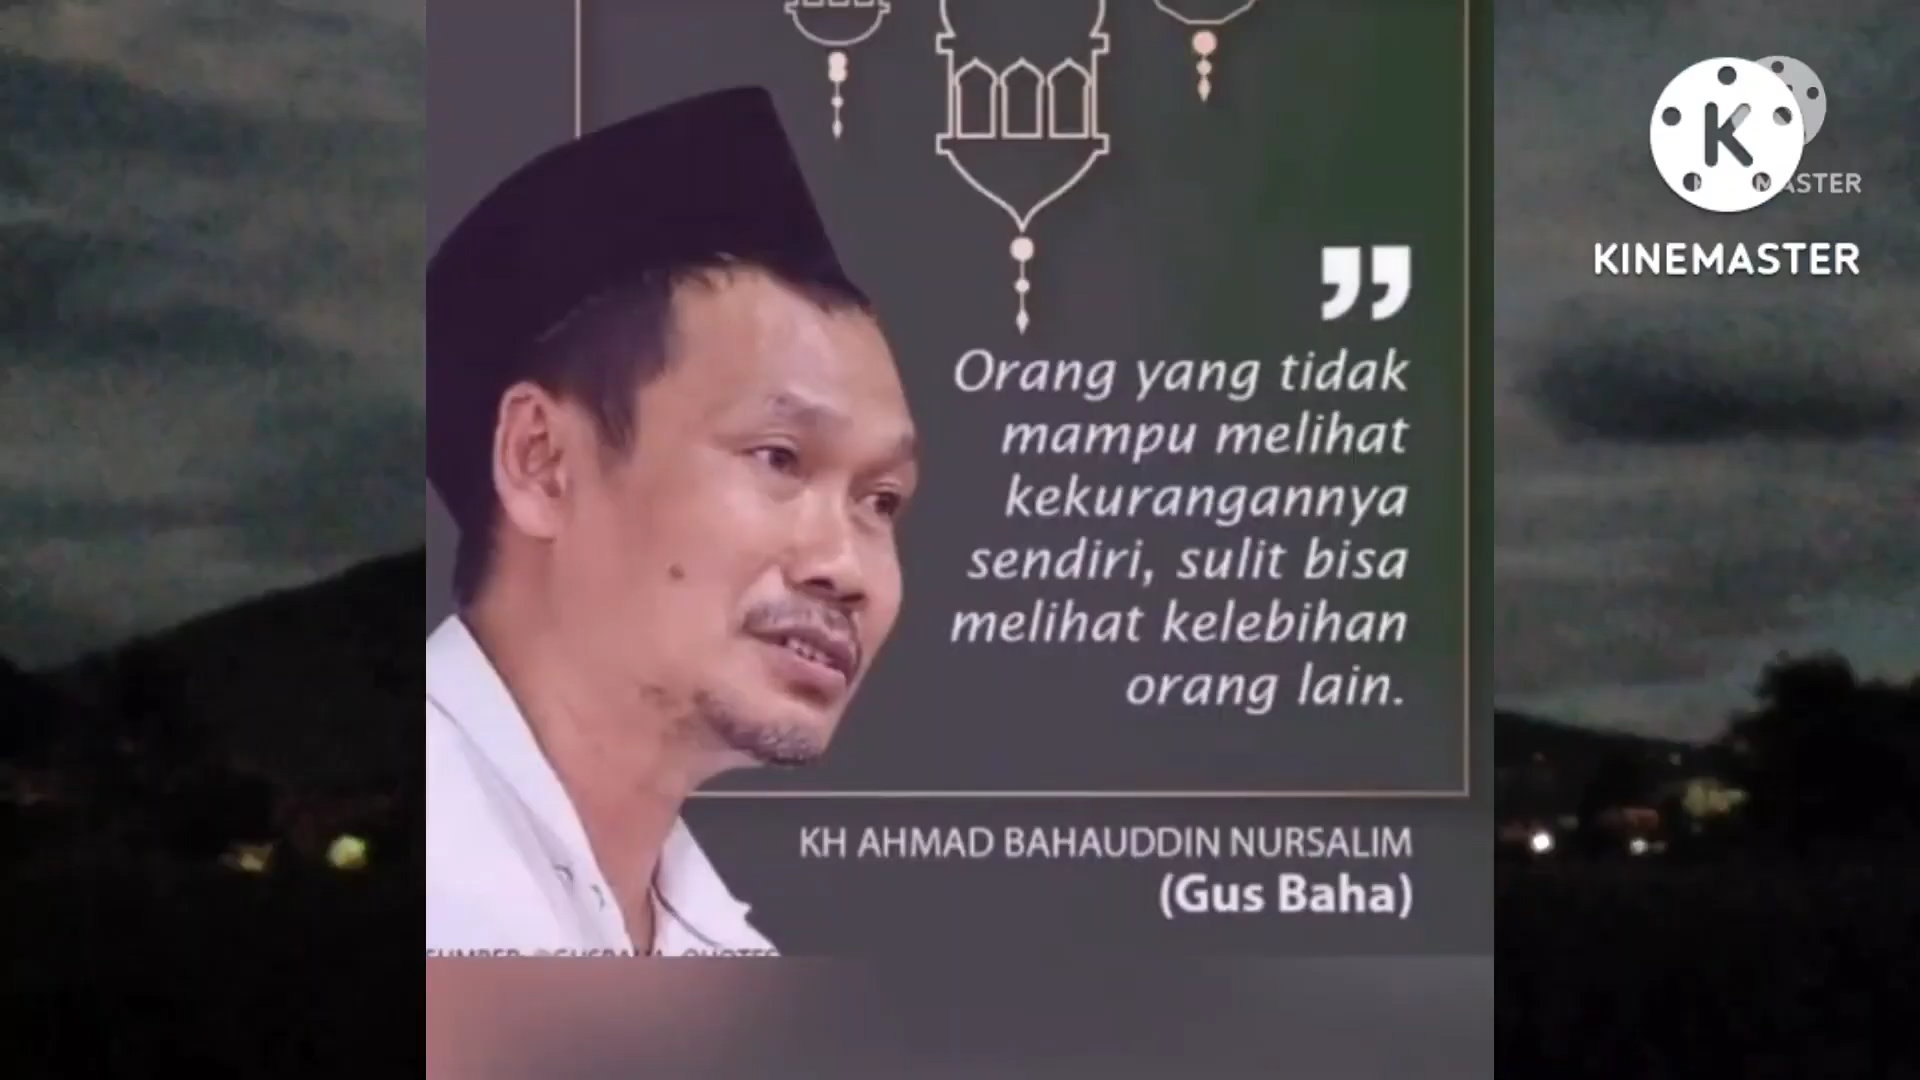 KINEMASTER
”
Orang yang tidak
mampu melihat
kekurangannya
sendiri, sulit bisa
melihat kelebihan
orang lain.
KH AHMAD BAHAUDDIN NURSALIM
(Gus Baha)